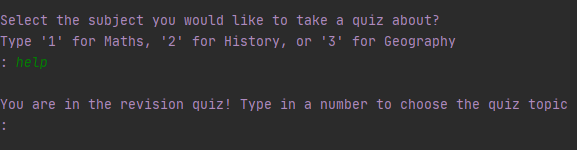 Select the subject you would like to take a quiz about?
Type '1' for Maths, '2' for History, or '3' for Geography
: help
You are in the revision quiz! Type in a number to choose the quiz topic
: